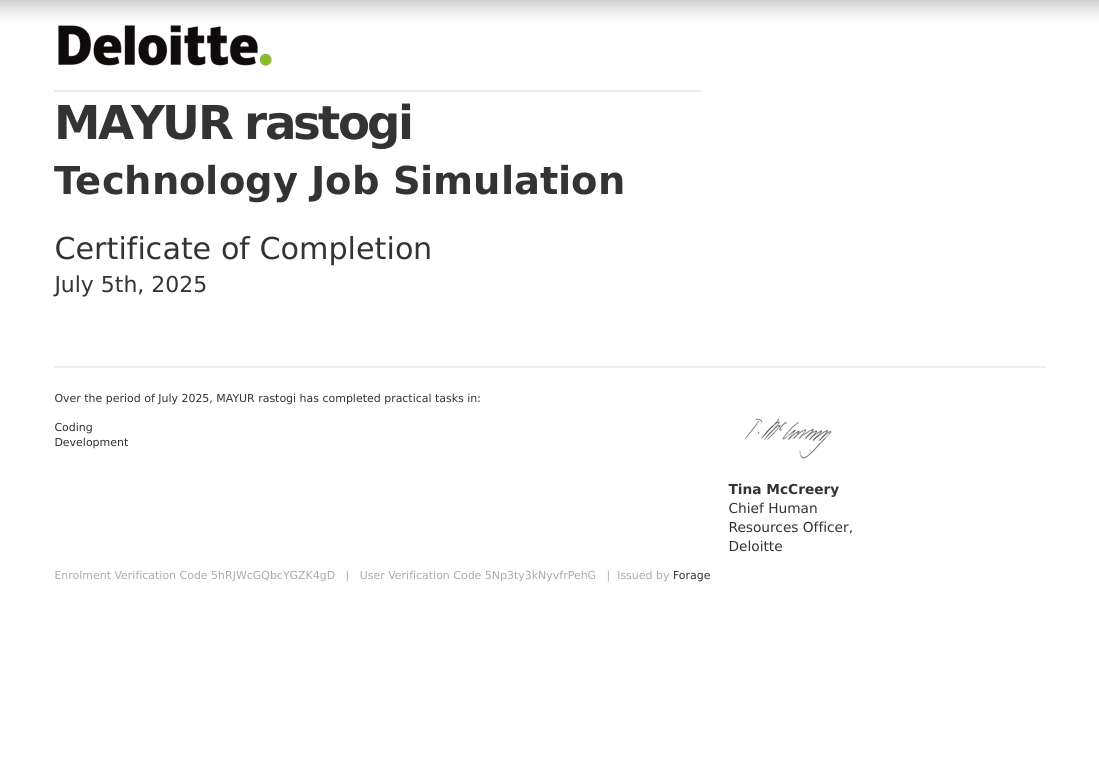 Deloitte.
MAYUR rastogi
Technology Job Simulation
Certificate of Completion
July 5th, 2025
Over the period of July 2025, MAYUR rastogi has completed practical tasks in:
Coding
Development
Tina McCreery
Chief Human
Resources Officer,
Deloitte
Enrolment Verification Code 5hRJWcGQbcYGZK4gD | User Verification Code 5Np3ty3kNyvfrPehG | Issued by Forage